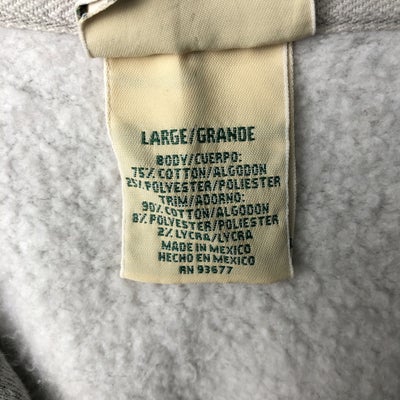 LARGE/GRANDE
BODY/CUERPO:
75% COTTON/ALGODON
25% POLYESTER/POLIESTER
TRIM/ADORNO:
90% COTTON/ALGODON
8% POLYESTER/POLIESTER
2% LYCRA/LYCRA
MADE IN MEXICO
HECHO EN MEXICO
RN 93677